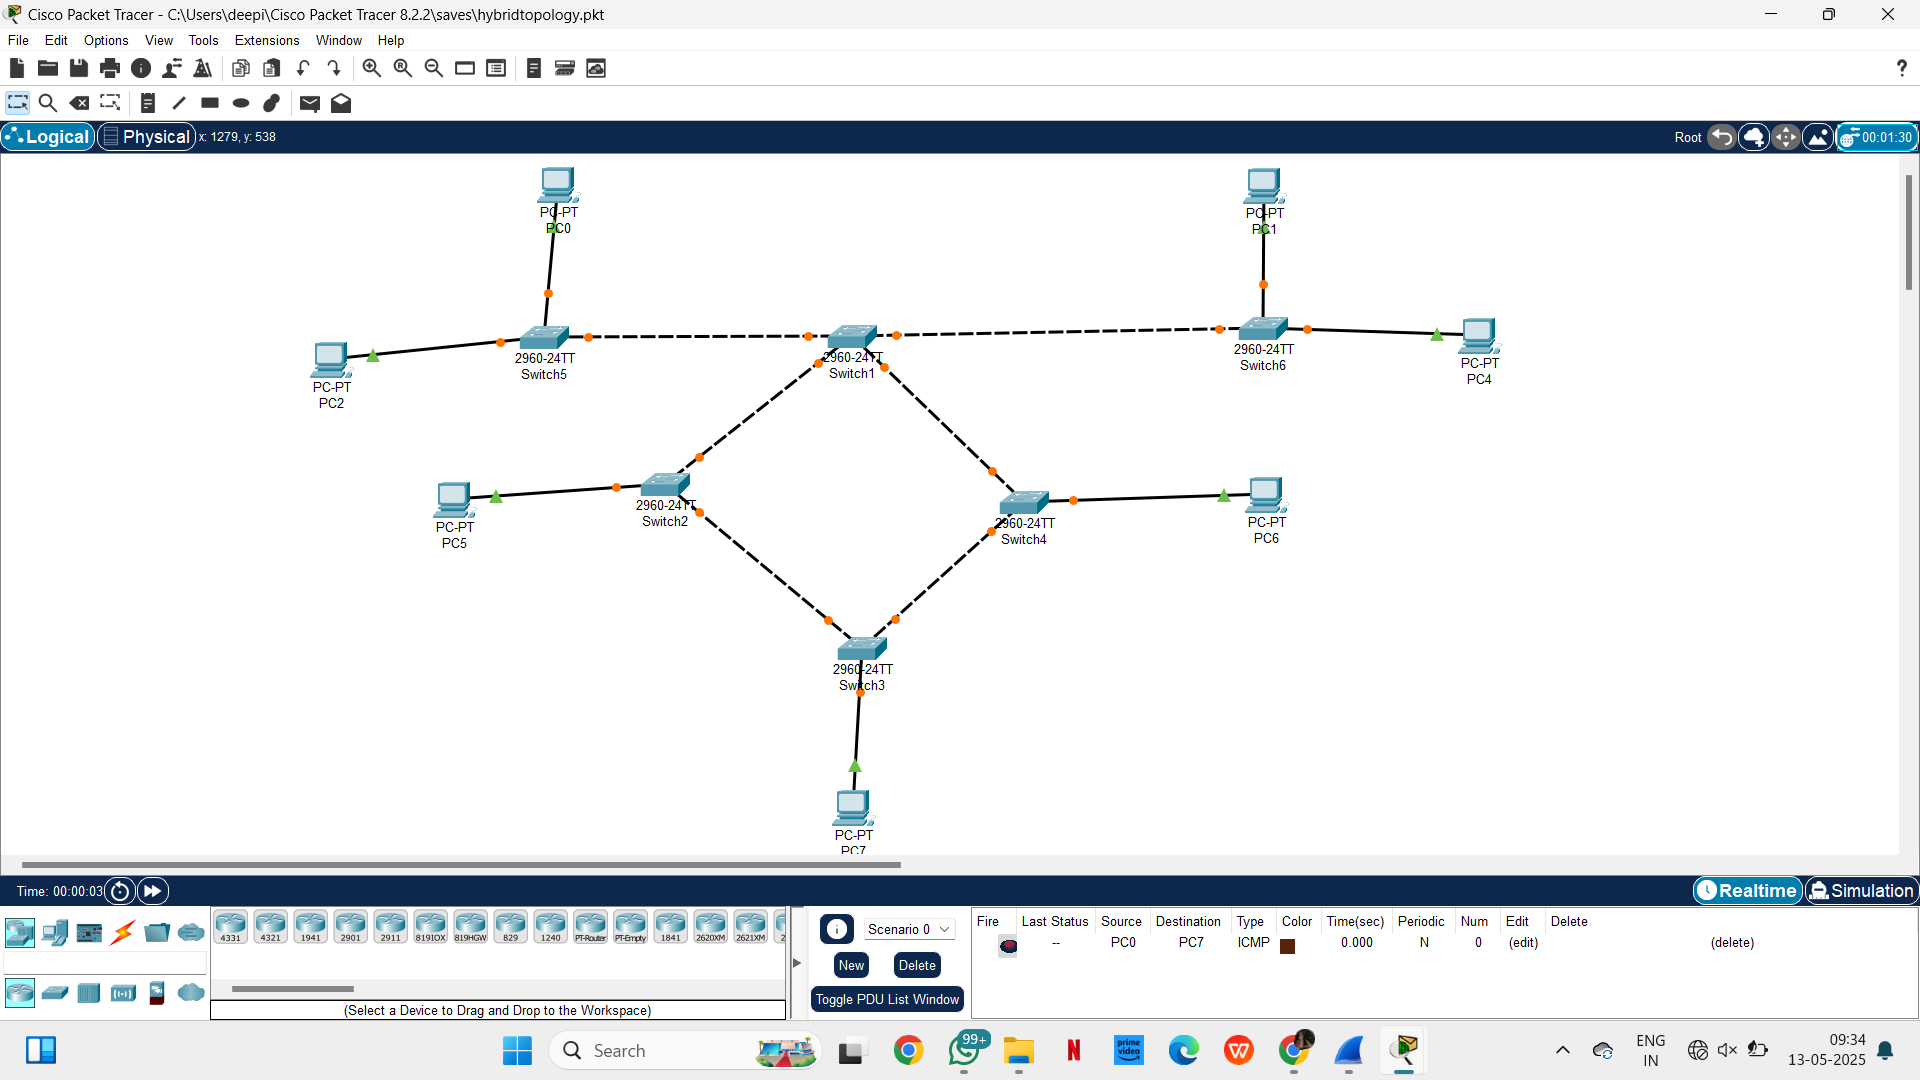 Cisco Packet Tracer - C:\Users\deepi\Cisco Packet Tracer 8.2.2\saves\hybridtopology.pkt
File Edit Options View Tools Extensions Window Help
Logical Physical x: 1279, y: 538 Root 00:01:30
PC-PT
PC0
PC-PT
PC1
2960-24TT
Switch5
2960-24TT
Switch1
2960-24TT
Switch6
PC-PT
PC4
PC-PT
PC2
2960-24TT
Switch2
2960-24TT
Switch4
PC-PT
PC6
PC-PT
PC5
2960-24TT
Switch3
PC-PT
PC7
Time: 00:00:03 Realtime Simulation
4331 4321 1941 2901 2911 819IOX 819HGW 829 1240 PT-Router PT-Empty 1841 2620XM 2621XM
(Select a Device to Drag and Drop to the Workspace)
Scenario 0
New Delete
Toggle PDU List Window
Fire Last Status Source Destination Type Color Time(sec) Periodic Num Edit Delete
-- PC0 PC7 ICMP 0.000 N 0 (edit) (delete)
Search
99+
prime video
ENG
IN
09:34
13-05-2025